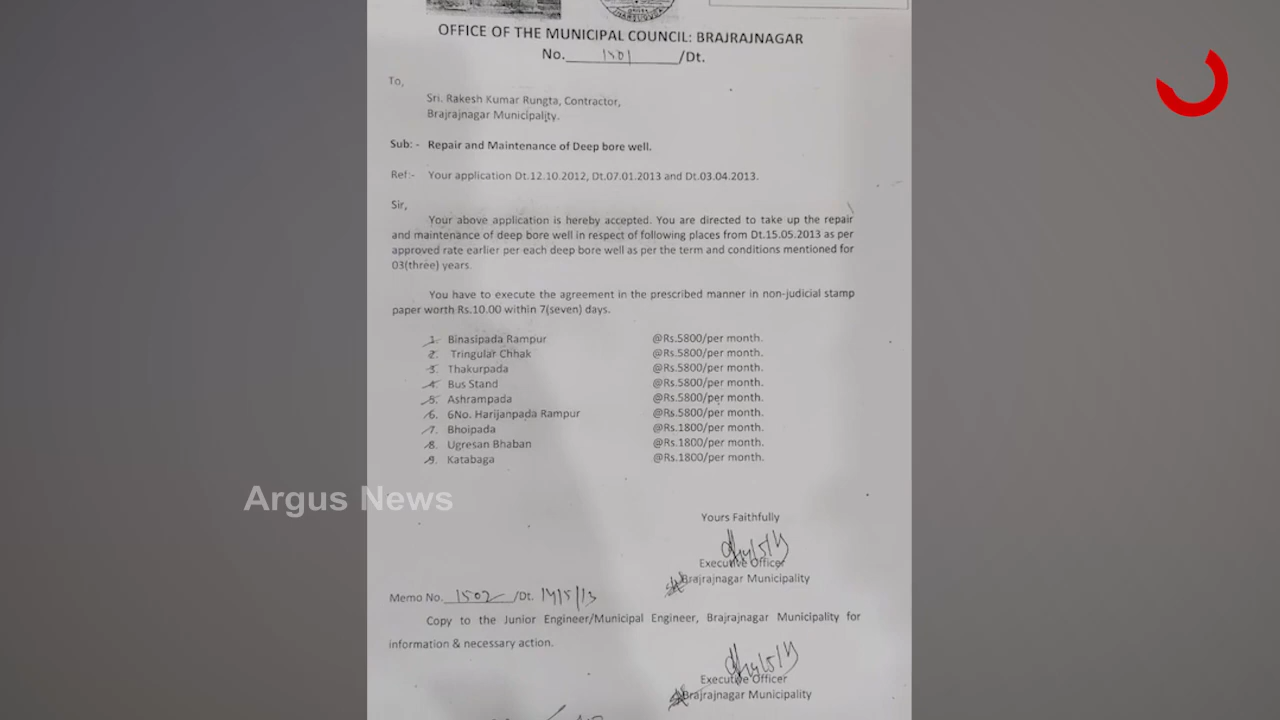 OFFICE OF THE MUNICIPAL COUNCIL: BRAJRAJNAGAR
No. 1501 /Dt.
To,
Sri. Rakesh Kumar Rungta, Contractor,
Brajrajnagar Municipality.
Sub: - Repair and Maintenance of Deep bore well.
Ref:- Your application Dt.12.10.2012, Dt.07.01.2013 and Dt.03.04.2013.
Sir,
Your above application is hereby accepted. You are directed to take up the repair
and maintenance of deep bore well in respect of following places from Dt.15.05.2013 as per
approved rate earlier per each deep bore well as per the term and conditions mentioned for
03(three) years.
You have to execute the agreement in the prescribed manner in non-judicial stamp
paper worth Rs.10.00 within 7(seven) days.
1. Binasipada Rampur @Rs.5800/per month.
2. Tringular Chhak @Rs.5800/per month.
3. Thakurpada @Rs.5800/per month.
4. Bus Stand @Rs.5800/per month.
5. Ashrampada @Rs.5800/per month.
6. 6No. Harijanpada Rampur @Rs.5800/per month.
7. Bhoipada @Rs.1800/per month.
8. Ugresan Bhaban @Rs.1800/per month.
9. Katabaga @Rs.1800/per month.
Argus News
Yours Faithfully
Executive Officer
Brajrajnagar Municipality
Memo No. 1502 /Dt. 14/5/13
Copy to the Junior Engineer/Municipal Engineer, Brajrajnagar Municipality for
information & necessary action.
Executive Officer
Brajrajnagar Municipality